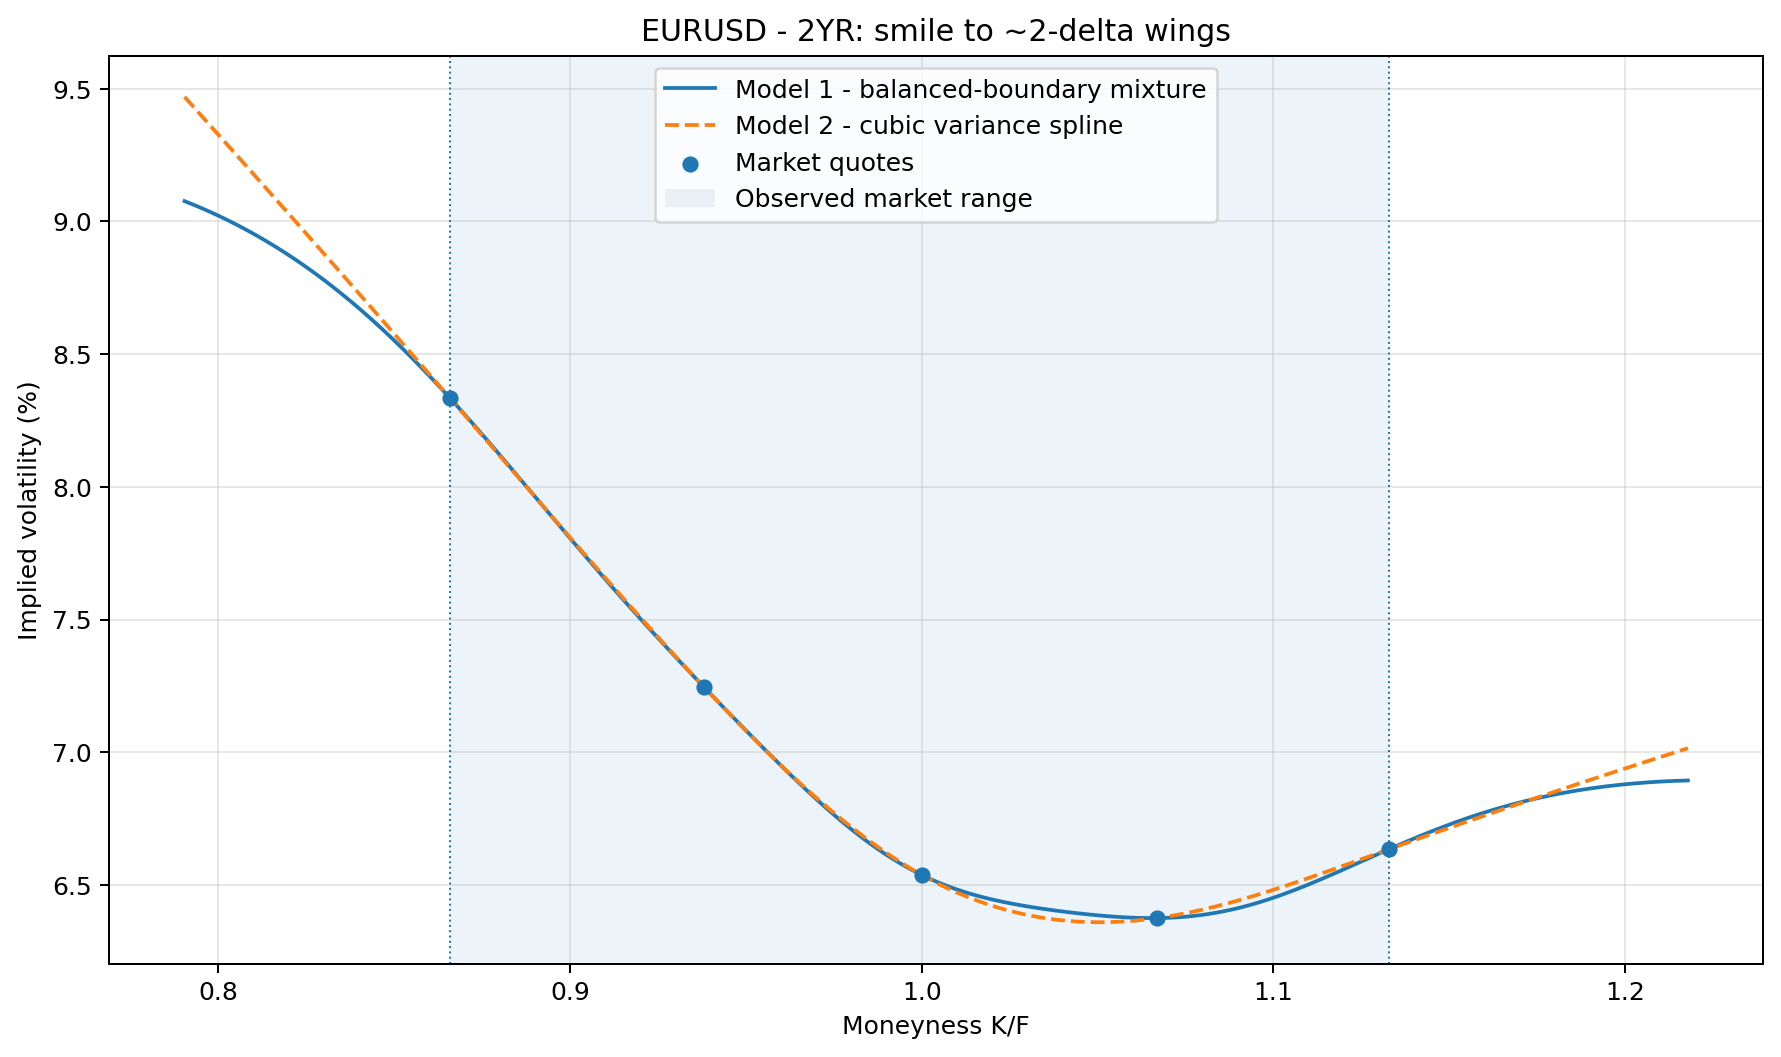 EURUSD - 2YR: smile to ~2-delta wings
Model 1 - balanced-boundary mixture
Model 2 - cubic variance spline
Market quotes
Observed market range
Implied volatility (%)
9.5
9.0
8.5
8.0
7.5
7.0
6.5
0.8 0.9 1.0 1.1 1.2
Moneyness K/F